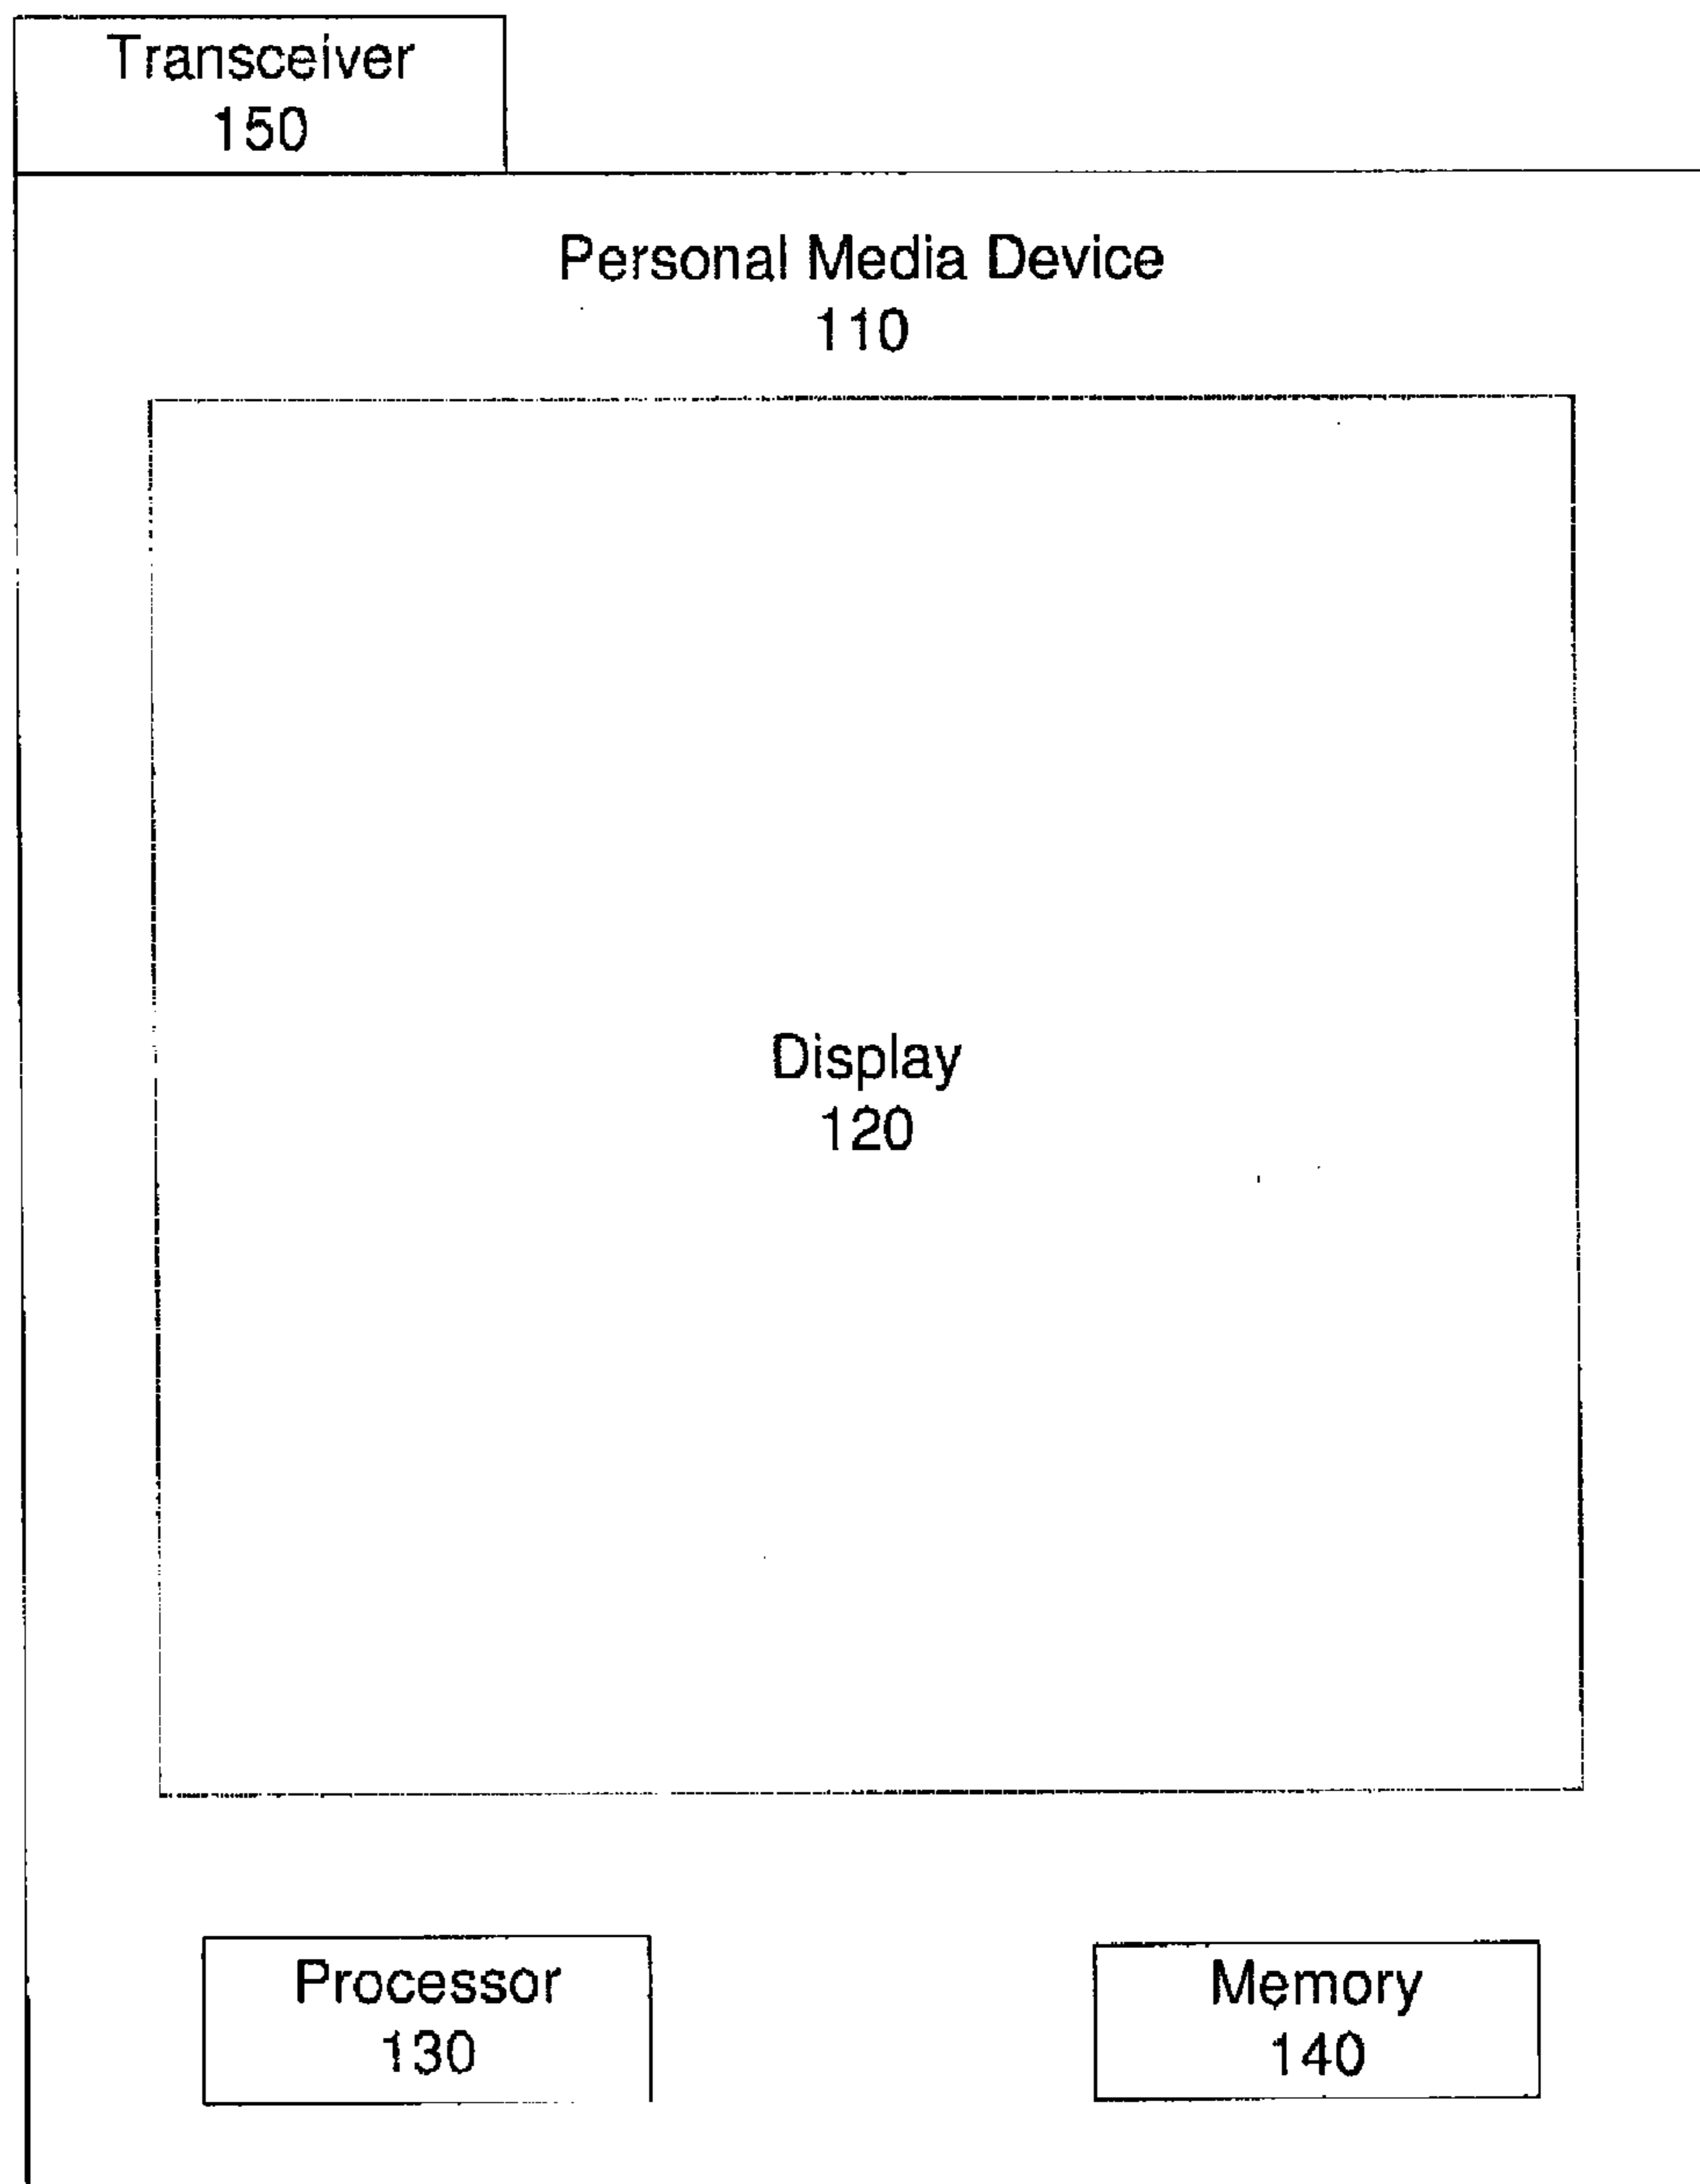 Transceiver
150
Personal Media Device
110
Display
120
Processor
130
Memory
140